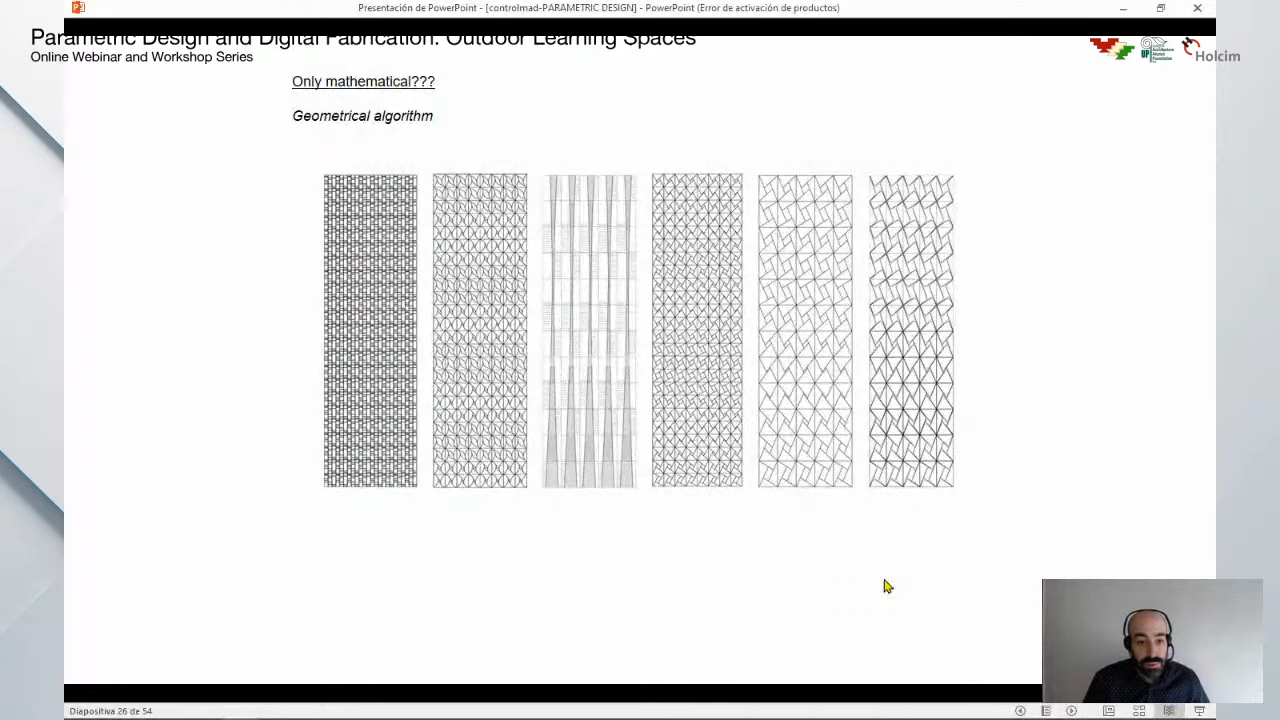 Presentación de PowerPoint - [controlmad-PARAMETRIC DESIGN] - PowerPoint (Error de activación de productos)
Parametric Design and Digital Fabrication: Outdoor Learning Spaces
Online Webinar and Workshop Series
UP
Holcim
Only mathematical???
Geometrical algorithm
Diapositiva 26 de 54